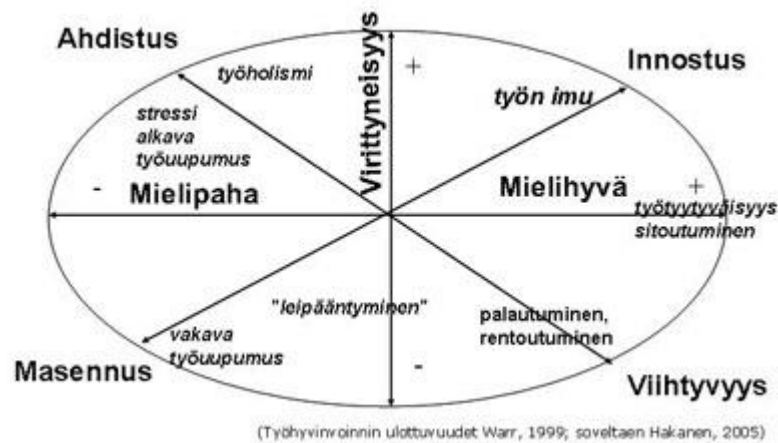 Ahdistus
työholismi
Virittyneisyys
+
Innostus
työn imu
stressi
alkava
työuupumus
-
Mielipaha
Mielihyvä
+
työtyytyväisyys
sitoutuminen
"leipääntyminen"
palautuminen,
rentoutuminen
vakava
työuupumus
Masennus
-
Viihtyvyys
(Työhyvinvoinnin ulottuvuudet Warr, 1999; soveltaen Hakanen, 2005)